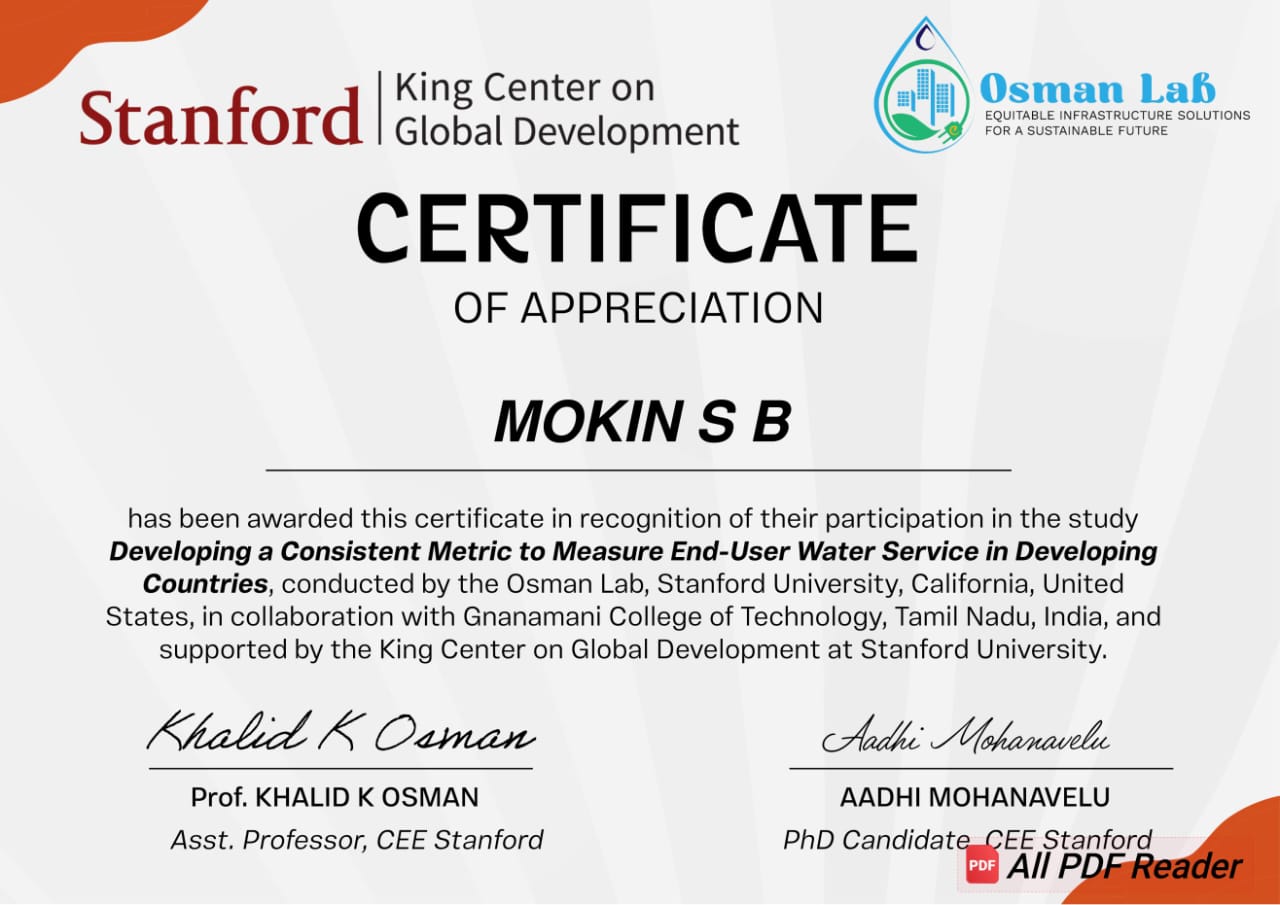 Stanford
King Center on
Global Development
Osman Lab
EQUITABLE INFRASTRUCTURE SOLUTIONS
FOR A SUSTAINABLE FUTURE
CERTIFICATE
OF APPRECIATION
MOKIN S B
has been awarded this certificate in recognition of their participation in the study
Developing a Consistent Metric to Measure End-User Water Service in Developing
Countries, conducted by the Osman Lab, Stanford University, California, United
States, in collaboration with Gnanamani College of Technology, Tamil Nadu, India, and
supported by the King Center on Global Development at Stanford University.
Khalid K Osman
Aadhi Mohanavelu
Prof. KHALID K OSMAN
AADHI MOHANAVELU
Asst. Professor, CEE Stanford
PhD Candidate, CEE Stanford
PDF All PDF Reader